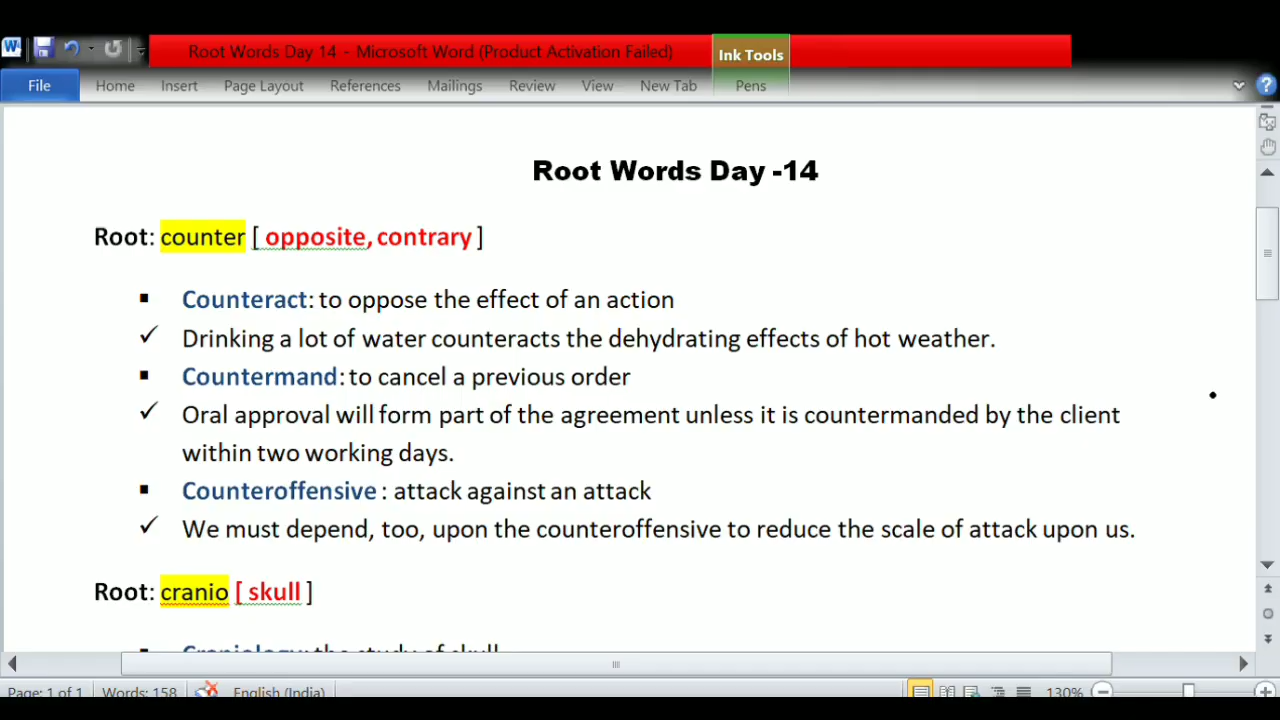 Root Words Day 14 - Microsoft Word (Product Activation Failed)
Ink Tools
File Home Insert Page Layout References Mailings Review View New Tab Pens
Root Words Day -14
Root: counter [ opposite, contrary ]
Counteract: to oppose the effect of an action
Drinking a lot of water counteracts the dehydrating effects of hot weather.
Countermand: to cancel a previous order
Oral approval will form part of the agreement unless it is countermanded by the client
within two working days.
Counteroffensive : attack against an attack
We must depend, too, upon the counteroffensive to reduce the scale of attack upon us.
Root: cranio [ skull ]
Craniology: the study of skull
Page: 1 of 1 Words: 158 English (India) 130%